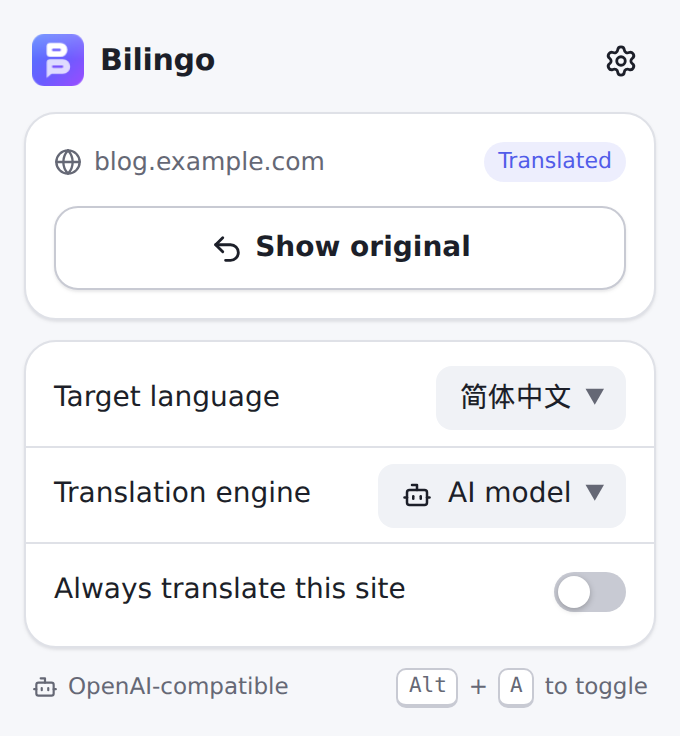 Bilingo
blog.example.com Translated
Show original
Target language 简体中文
Translation engine AI model
Always translate this site
OpenAI-compatible Alt + A to toggle